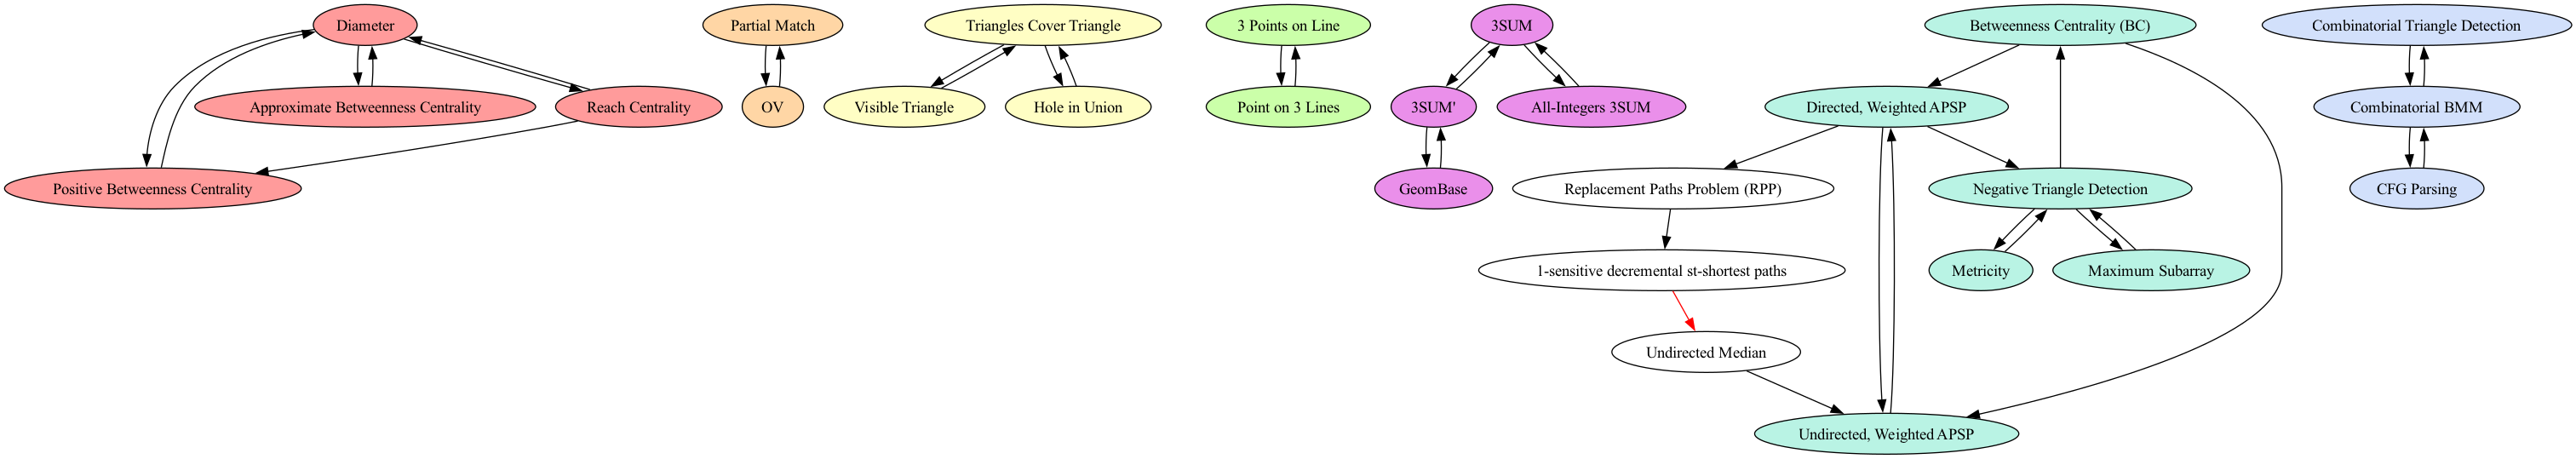 Diameter
Partial Match
Triangles Cover Triangle
3 Points on Line
3SUM
Betweenness Centrality (BC)
Combinatorial Triangle Detection
Approximate Betweenness Centrality
Reach Centrality
OV
Visible Triangle
Hole in Union
Point on 3 Lines
3SUM'
All-Integers 3SUM
Directed, Weighted APSP
Combinatorial BMM
Positive Betweenness Centrality
GeomBase
Replacement Paths Problem (RPP)
Negative Triangle Detection
CFG Parsing
1-sensitive decremental st-shortest paths
Metricity
Maximum Subarray
Undirected Median
Undirected, Weighted APSP